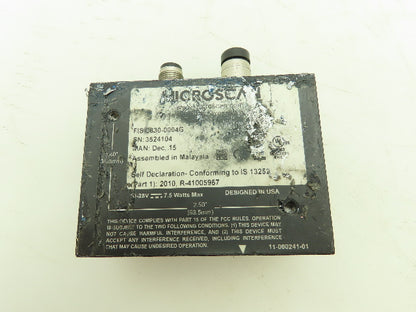 MICROSCAN
FIS-0830-0004G
SN: 3524104
MAN: Dec. 15
Assembled in Malaysia
Self Declaration- Conforming to IS 13252
(Part 1): 2010, R-41005957
7.5 Watts Max
DESIGNED IN USA
2.50"
(63.5mm)
THIS DEVICE COMPLIES WITH PART 15 OF THE FCC RULES. OPERATION
IS SUBJECT TO THE TWO FOLLOWING CONDITIONS. (1) THIS DEVICE MAY
NOT CAUSE HARMFUL INTERFERENCE, AND (2) THIS DEVICE MUST
ACCEPT ANY INTERFERENCE RECEIVED, INCLUDING INTERFERENCE
THAT MAY CAUSE UNDESIRED OPERATION.
11-060241-01